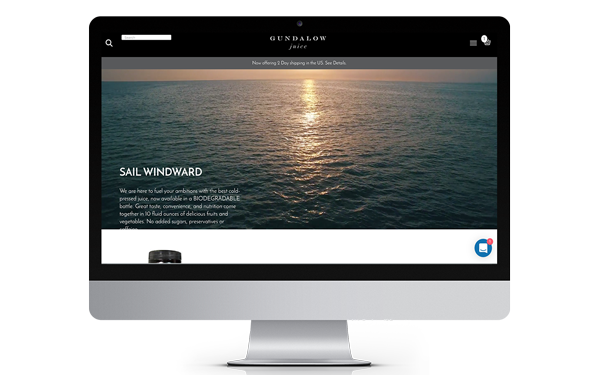 GUNDALOW
juice
1
Now offering 2 Day shipping in the US. See Details.
SAIL WINDWARD
We are here to fuel your ambitions with the best cold-
pressed juice, now available in a BIODEGRADABLE
bottle. Great taste, convenience, and nutrition come
together in 10 fluid ounces of delicious fruits and
vegetables. No added sugars, preservatives or